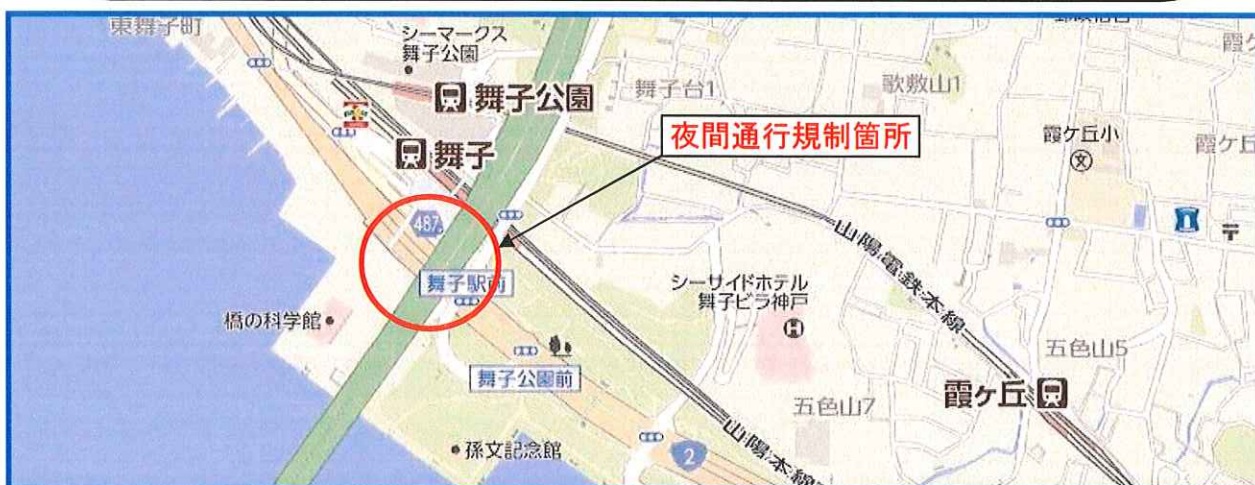 東舞子町
シーマークス
舞子公園
舞子公園
舞子台1
歌敷山1
夜間通行規制箇所
霞ケ丘小
文
舞子
487
山陽電鉄本線
舞子駅前
シーサイドホテル
舞子ビラ神戸
H
橋の科学館
五色山5
舞子公園前
五色山7
霞ケ丘
孫文記念館
2
山陽本線